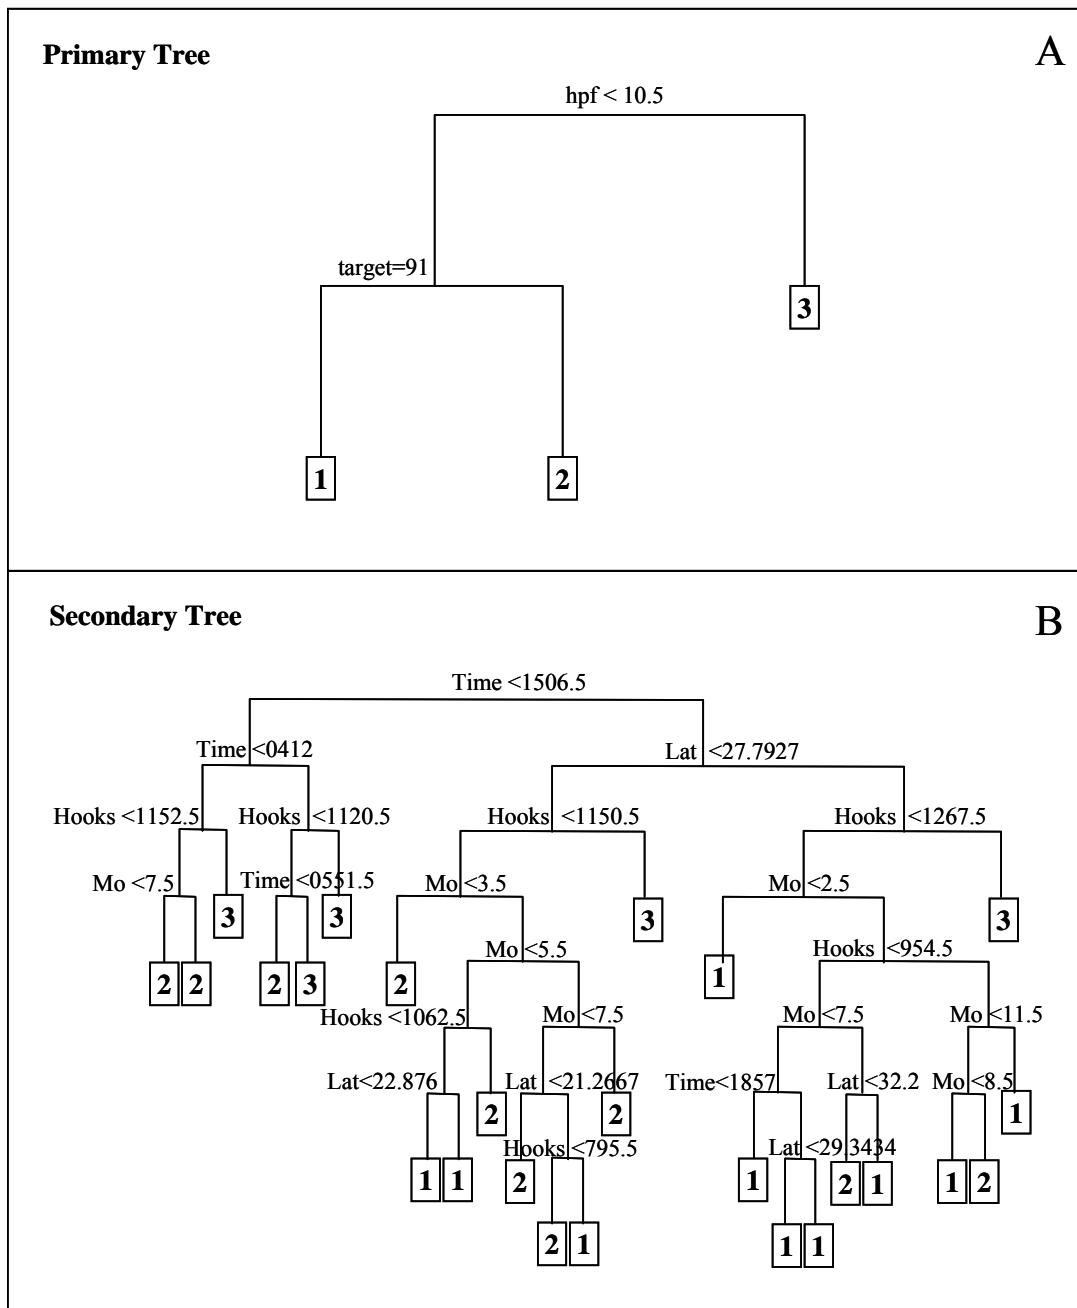 Primary Tree
A
hpf < 10.5
target=91
3
1 2
Secondary Tree
B
Time <1506.5
Time <0412 Lat <27.7927
Hooks <1152.5 Hooks <1120.5 Hooks <1150.5 Hooks <1267.5
Mo <7.5 Time <0551.5 Mo <3.5 Mo <2.5
3 3 3 3
Mo <5.5 Hooks <954.5
2 2 2 3 2 1
Hooks <1062.5 Mo <7.5 Mo <7.5 Mo <11.5
Lat<22.876 Lat <21.2667 Time<1857 Lat <32.2 Mo <8.5
2 2 1
Hooks <795.5 Lat <29.3434
1 1 2 1 2 1 1 2
2 1 1 1